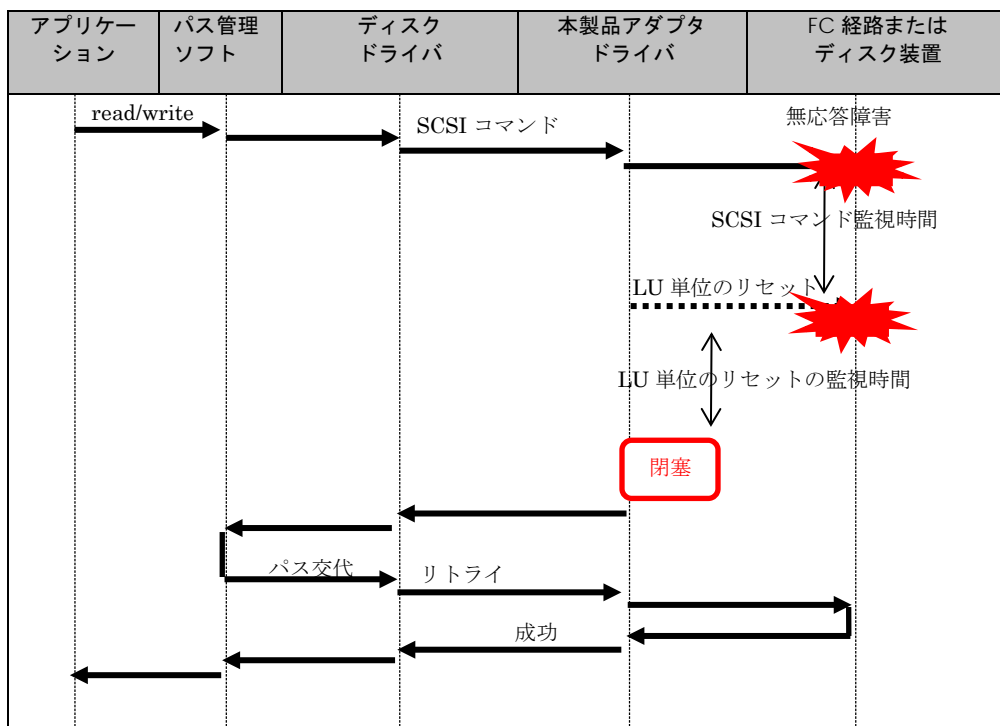 アプリケー
ション
パス管理
ソフト
ディスク
ドライバ
本製品アダプタ
ドライバ
FC 経路または
ディスク装置
read/write
SCSI コマンド
無応答障害
SCSI コマンド監視時間
LU 単位のリセット
LU 単位のリセットの監視時間
閉塞
パス交代
リトライ
成功